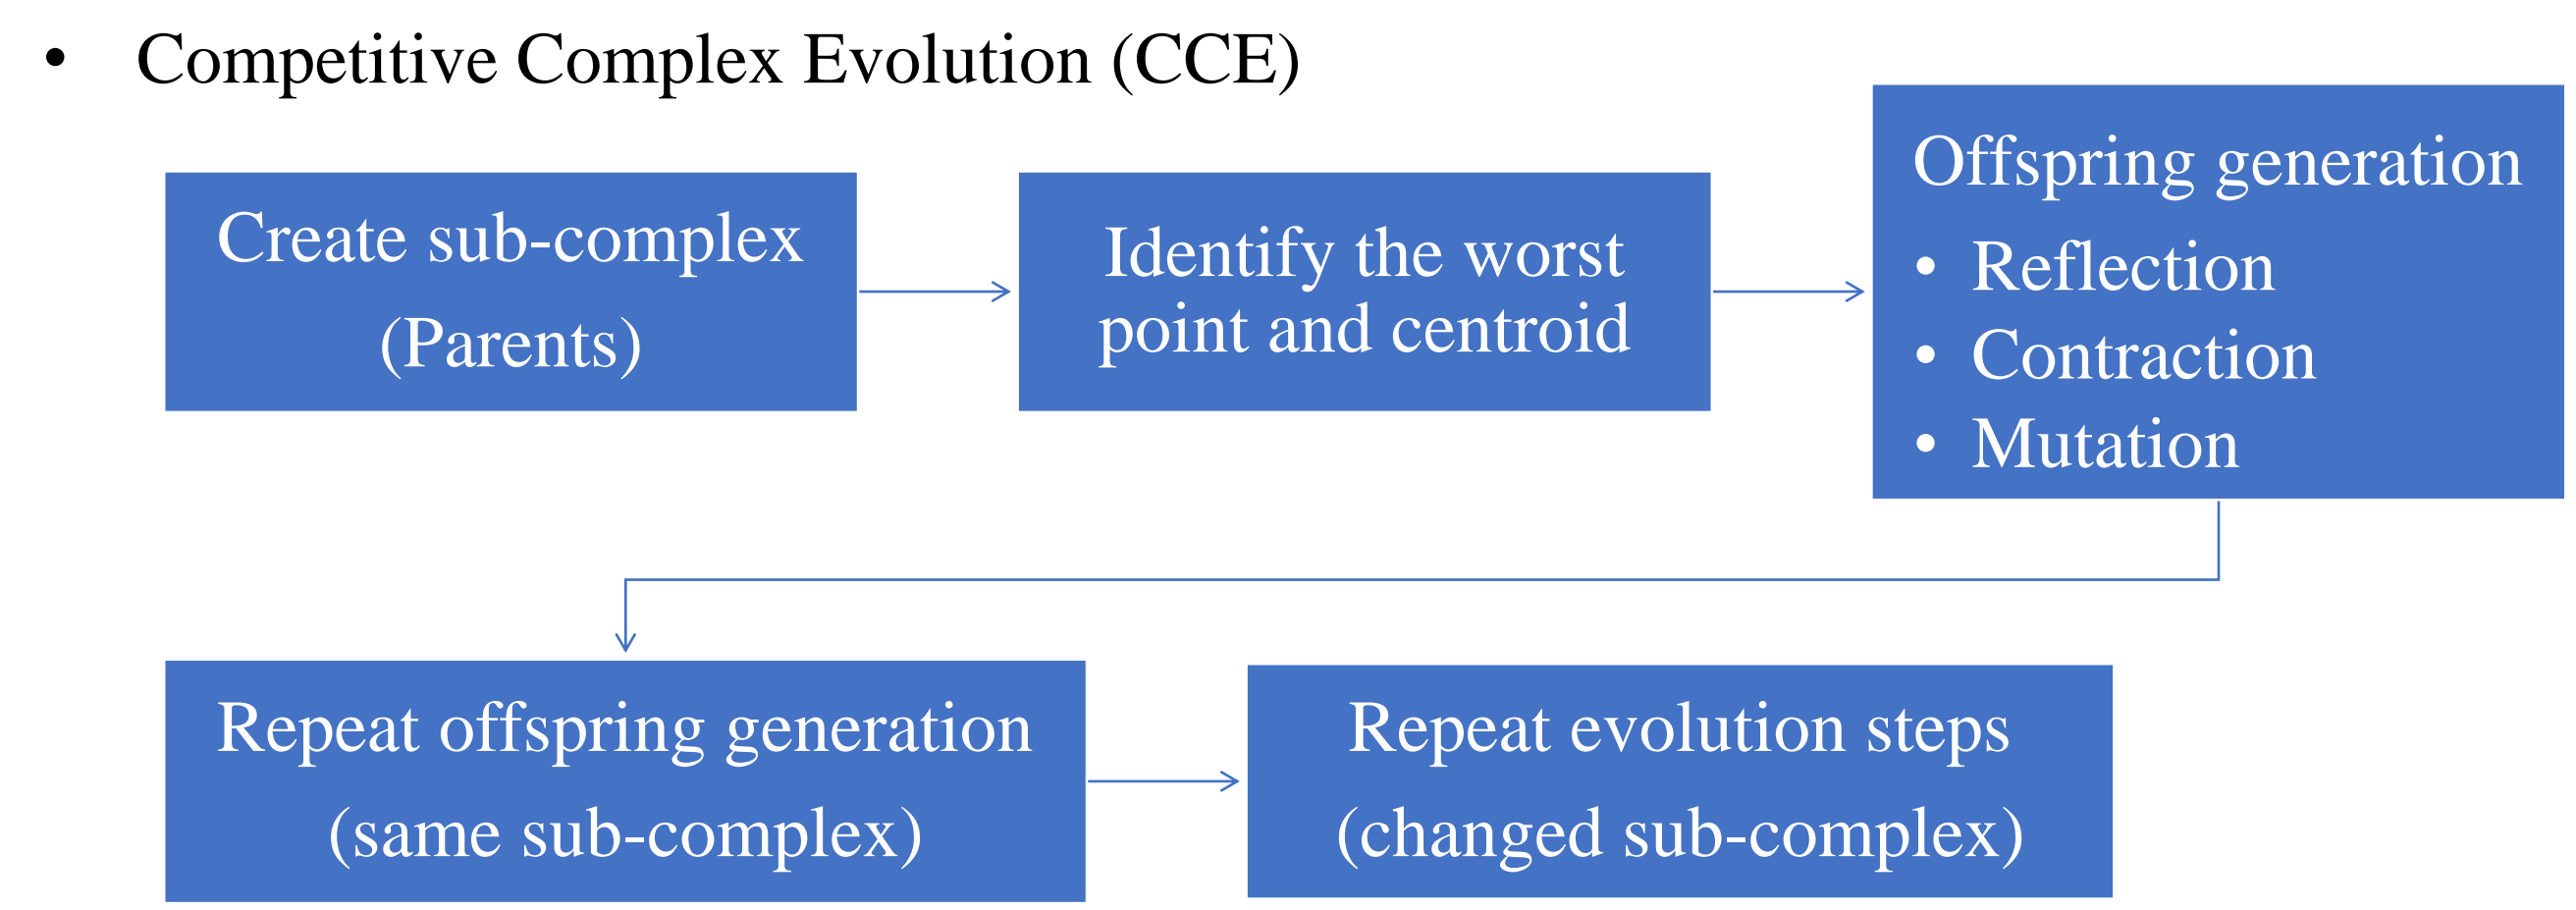 • Competitive Complex Evolution (CCE)
Create sub-complex
(Parents)
Identify the worst
point and centroid
Offspring generation
• Reflection
• Contraction
• Mutation
Repeat offspring generation
(same sub-complex)
Repeat evolution steps
(changed sub-complex)